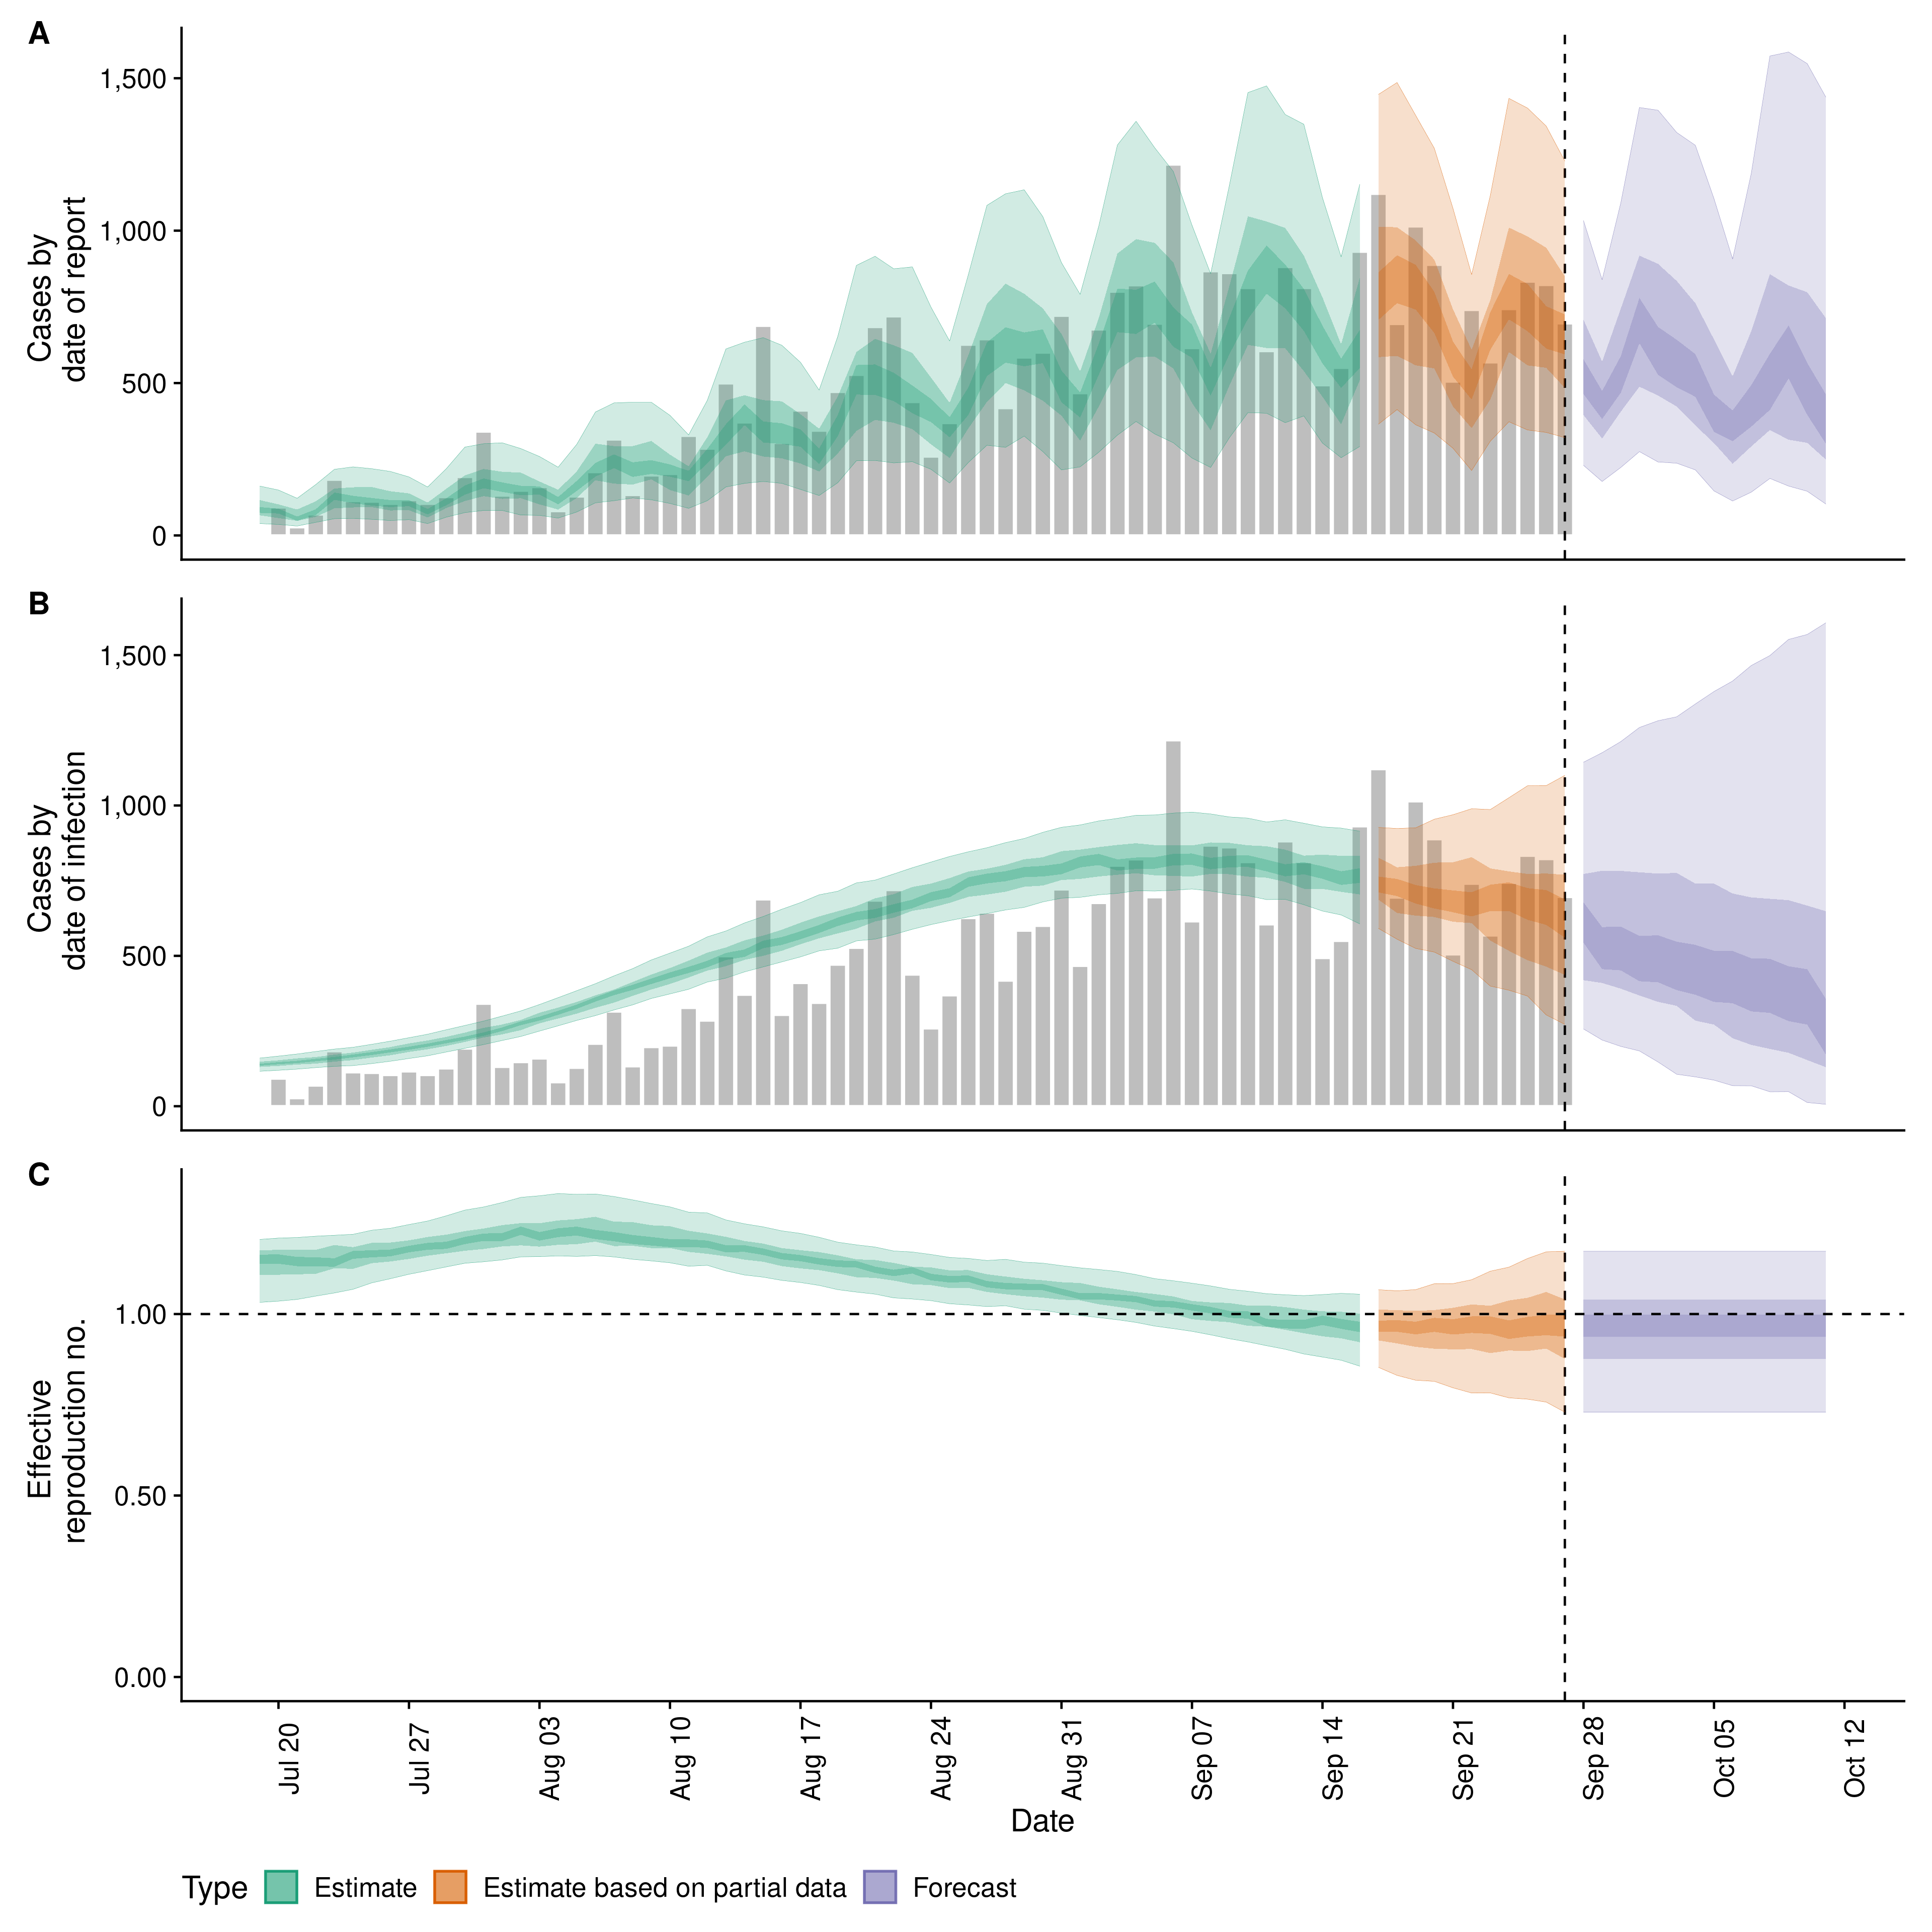 A
Cases by
date of report
1,500
1,000
500
0
B
Cases by
date of infection
1,500
1,000
500
0
C
Effective
reproduction no.
1.00
0.50
0.00
Jul 20
Jul 27
Aug 03
Aug 10
Aug 17
Aug 24
Aug 31
Sep 07
Sep 14
Sep 21
Sep 28
Oct 05
Oct 12
Date
Type Estimate Estimate based on partial data Forecast